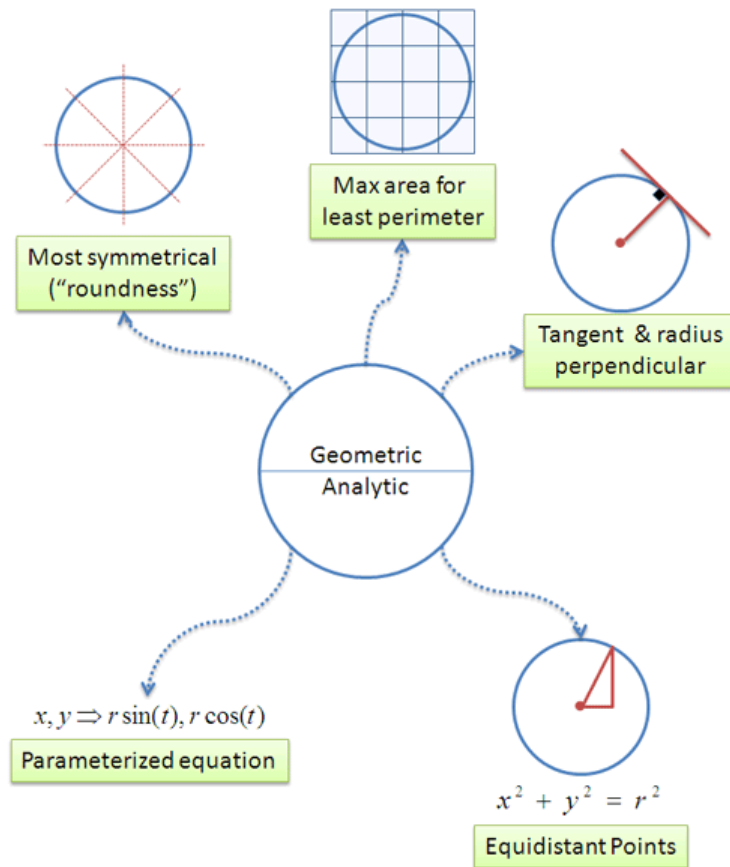 Most symmetrical
("roundness")
Max area for
least perimeter
Tangent & radius
perpendicular
Geometric
Analytic
x, y ⇒ r sin(t), r cos(t)
Parameterized equation
x² + y² = r²
Equidistant Points